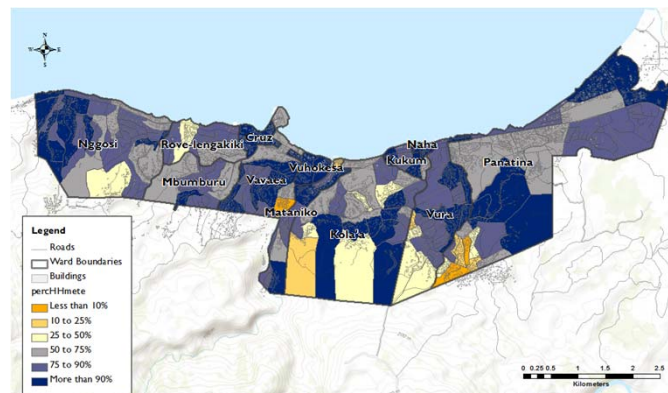 N
W E
S
Nggosi
Rove-lengakiki
Cruz
Mbumburu
Vavaea
Vuhokesa
Mataniko
Kola'a
Naha
Kukum
Vura
Panatina
Legend
Roads
Ward Boundaries
Buildings
percHHmete
Less than 10%
10 to 25%
25 to 50%
50 to 75%
75 to 90%
More than 90%
0 0.25 0.5 1 1.5 2 2.5
Kilometers